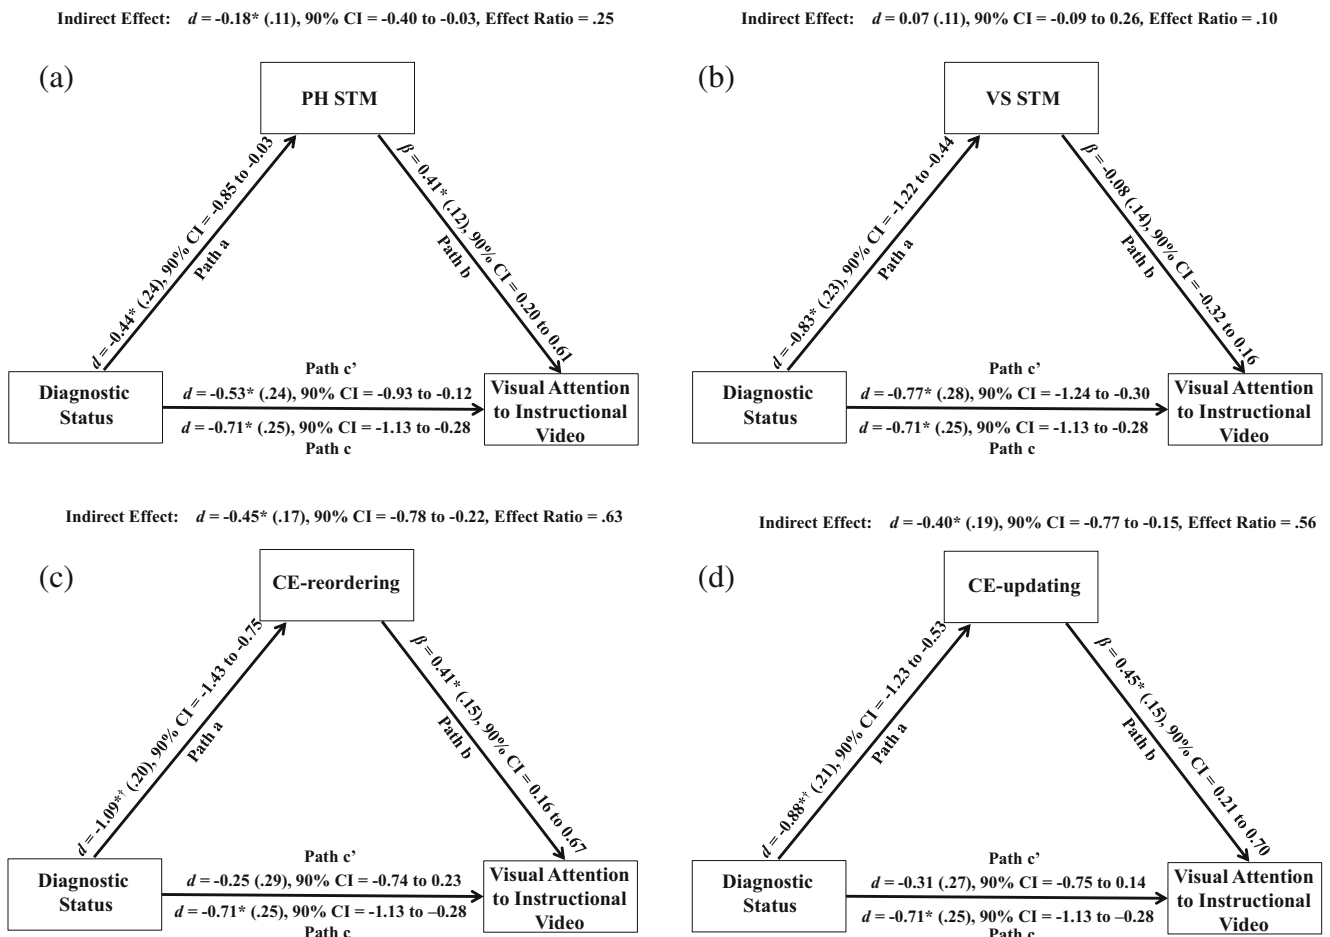 Indirect Effect: d = -0.18* (.11), 90% CI = -0.40 to -0.03, Effect Ratio = .25
(a)
PH STM
d = -0.44* (.24), 90% CI = -0.85 to -0.03
Path a
β = 0.41* (.12), 90% CI = 0.20 to 0.61
Path b
Diagnostic
Status
Path c’
d = -0.53* (.24), 90% CI = -0.93 to -0.12
d = -0.71* (.25), 90% CI = -1.13 to -0.28
Path c
Visual Attention
to Instructional
Video
Indirect Effect: d = 0.07 (.11), 90% CI = -0.09 to 0.26, Effect Ratio = .10
(b)
VS STM
d = -0.83* (.23), 90% CI = -1.22 to -0.44
Path a
β = -0.08 (.14), 90% CI = -0.32 to 0.16
Path b
Diagnostic
Status
Path c’
d = -0.77* (.28), 90% CI = -1.24 to -0.30
d = -0.71* (.25), 90% CI = -1.13 to -0.28
Path c
Visual Attention
to Instructional
Video
Indirect Effect: d = -0.45* (.17), 90% CI = -0.78 to -0.22, Effect Ratio = .63
(c)
CE-reordering
d = -1.09*† (.20), 90% CI = -1.43 to -0.75
Path a
β = 0.41* (.15), 90% CI = 0.16 to 0.67
Path b
Diagnostic
Status
Path c’
d = -0.25 (.29), 90% CI = -0.74 to 0.23
d = -0.71* (.25), 90% CI = -1.13 to –0.28
Path c
Visual Attention
to Instructional
Video
Indirect Effect: d = -0.40* (.19), 90% CI = -0.77 to -0.15, Effect Ratio = .56
(d)
CE-updating
d = -0.88*† (.21), 90% CI = -1.23 to -0.53
Path a
β = 0.45* (.15), 90% CI = 0.21 to 0.70
Path b
Diagnostic
Status
Path c’
d = -0.31 (.27), 90% CI = -0.75 to 0.14
d = -0.71* (.25), 90% CI = -1.13 to –0.28
Path c
Visual Attention
to Instructional
Video